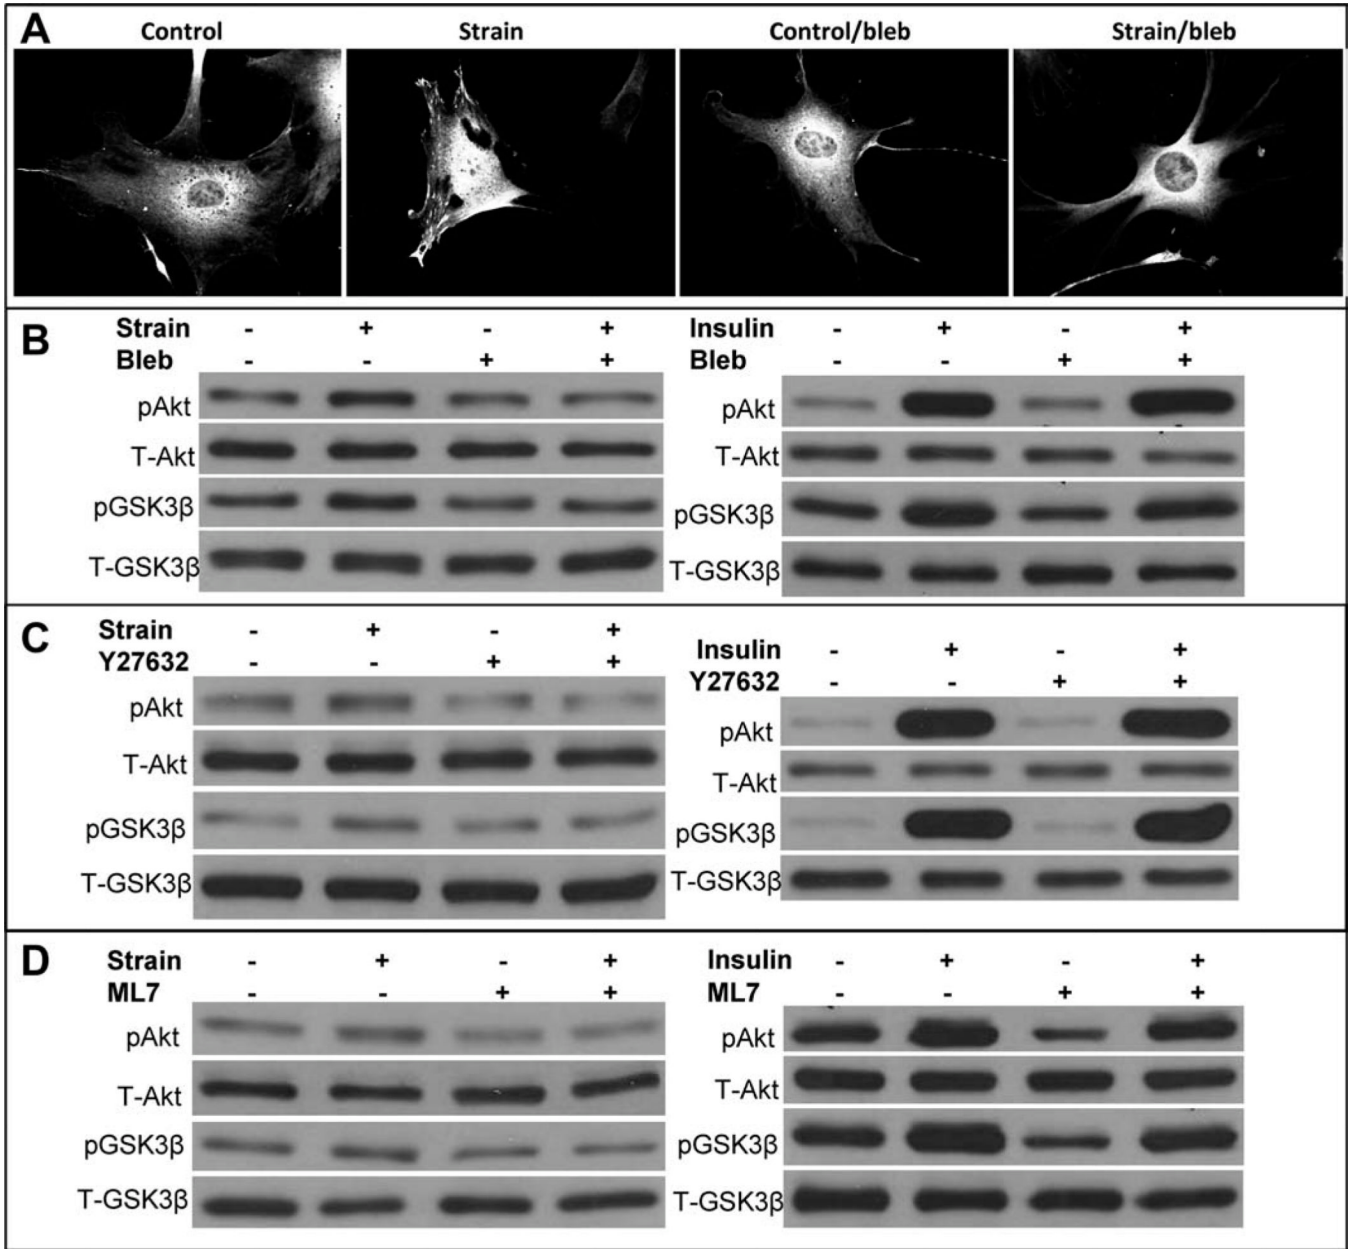 A
Control Strain Control/bleb Strain/bleb
B
Strain - + - +
Bleb - - + +
pAkt
T-Akt
pGSK3β
T-GSK3β
Insulin - + - +
Bleb - - + +
pAkt
T-Akt
pGSK3β
T-GSK3β
C
Strain - + - +
Y27632 - - + +
pAkt
T-Akt
pGSK3β
T-GSK3β
Insulin - + - +
Y27632 - - + +
pAkt
T-Akt
pGSK3β
T-GSK3β
D
Strain - + - +
ML7 - - + +
pAkt
T-Akt
pGSK3β
T-GSK3β
Insulin - + - +
ML7 - - + +
pAkt
T-Akt
pGSK3β
T-GSK3β